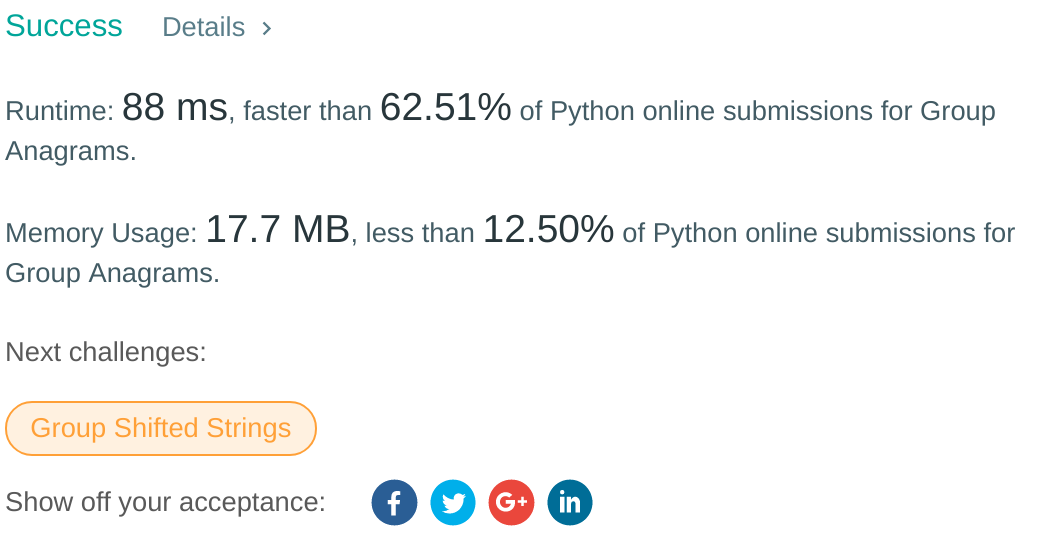 Success Details >
Runtime: 88 ms, faster than 62.51% of Python online submissions for Group
Anagrams.
Memory Usage: 17.7 MB, less than 12.50% of Python online submissions for
Group Anagrams.
Next challenges:
Group Shifted Strings
Show off your acceptance: f G+ in